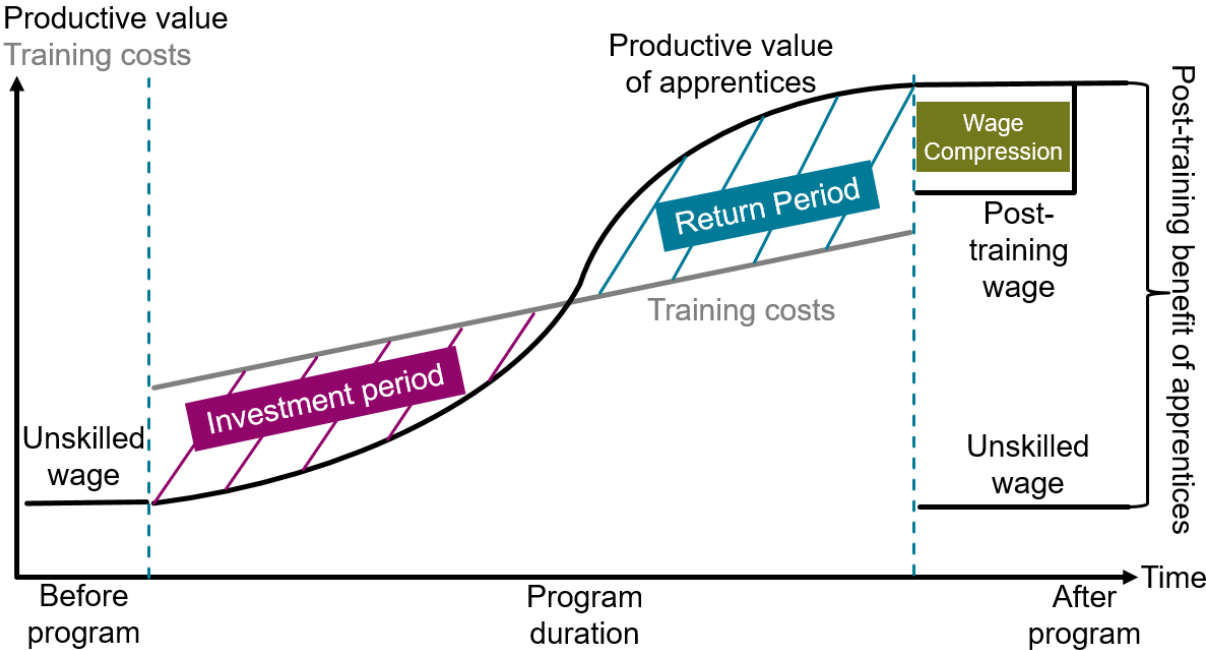 Productive value
Training costs
Productive value
of apprentices
Wage
Compression
Return Period
Post-
training
wage
Training costs
Investment period
Unskilled
wage
Unskilled
wage
Post-training benefit of apprentices
Time
Before
program
Program
duration
After
program